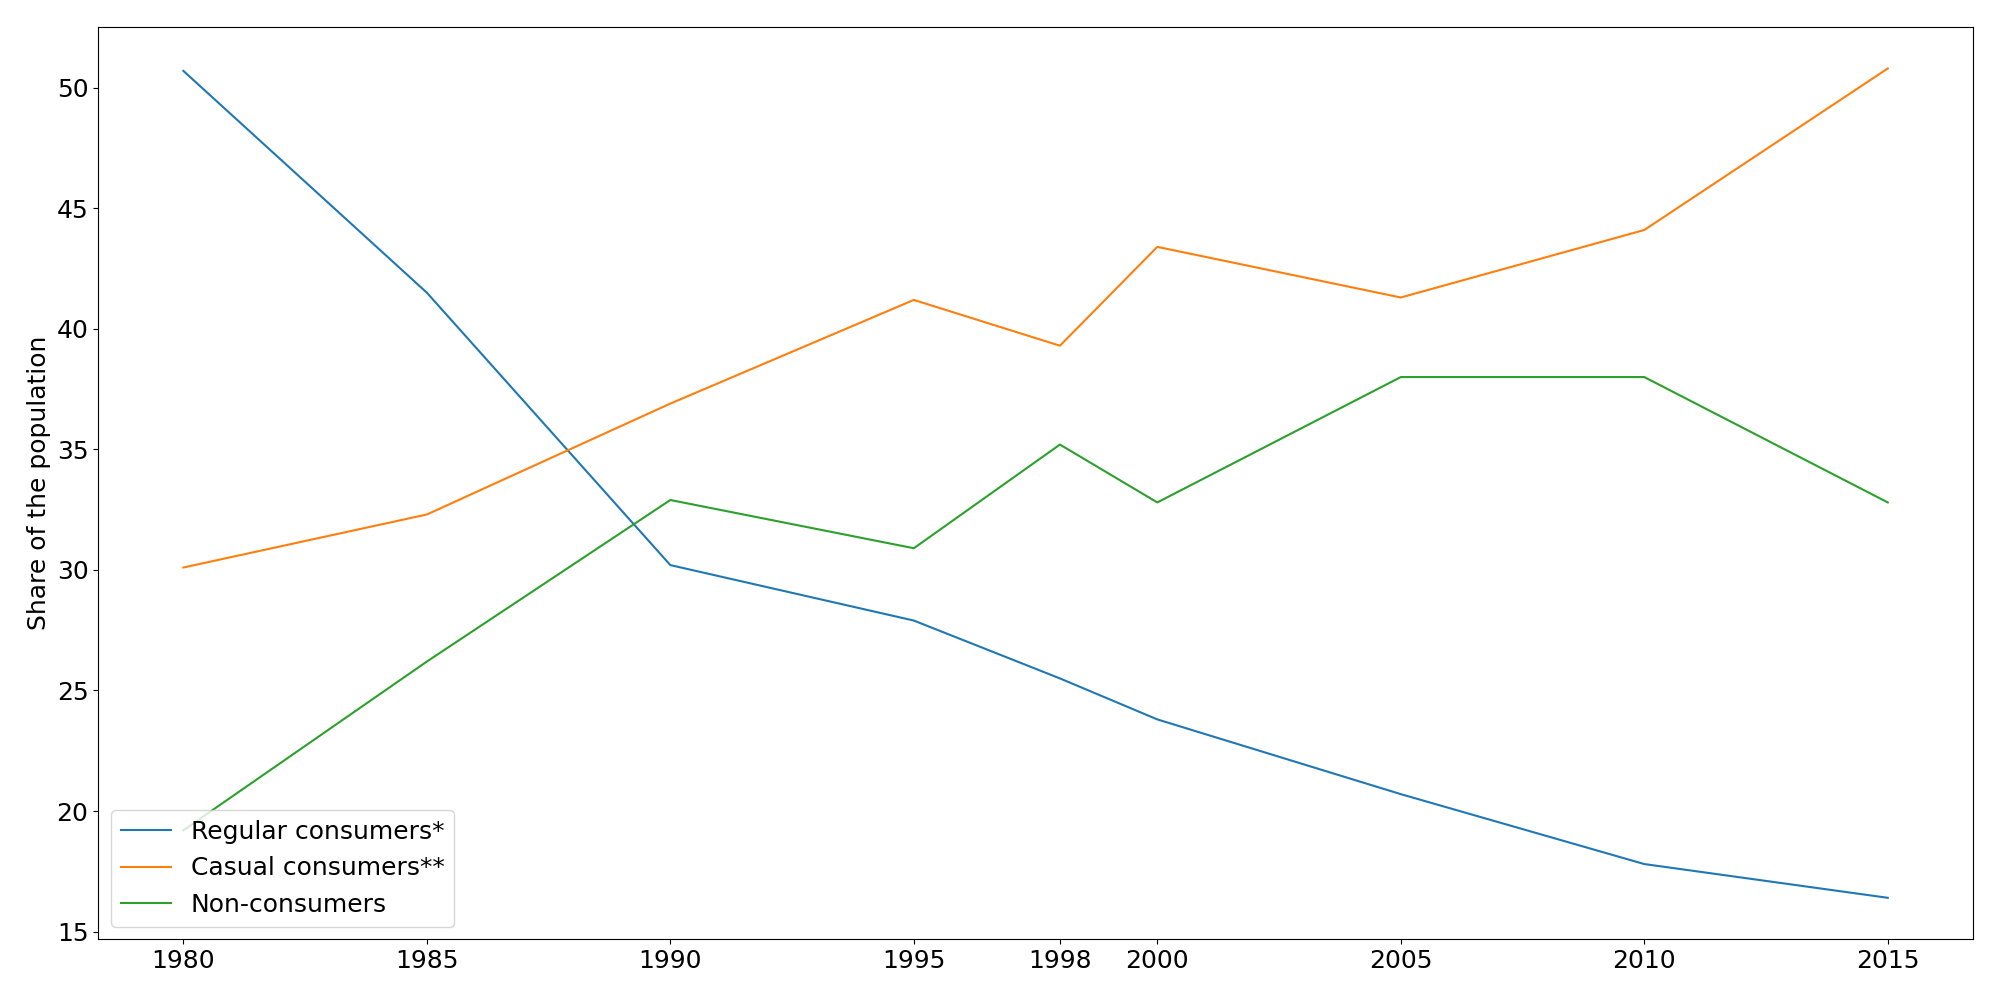 Share of the population
50
45
40
35
30
25
20
15
Regular consumers*
Casual consumers**
Non-consumers
1980 1985 1990 1995 1998 2000 2005 2010 2015